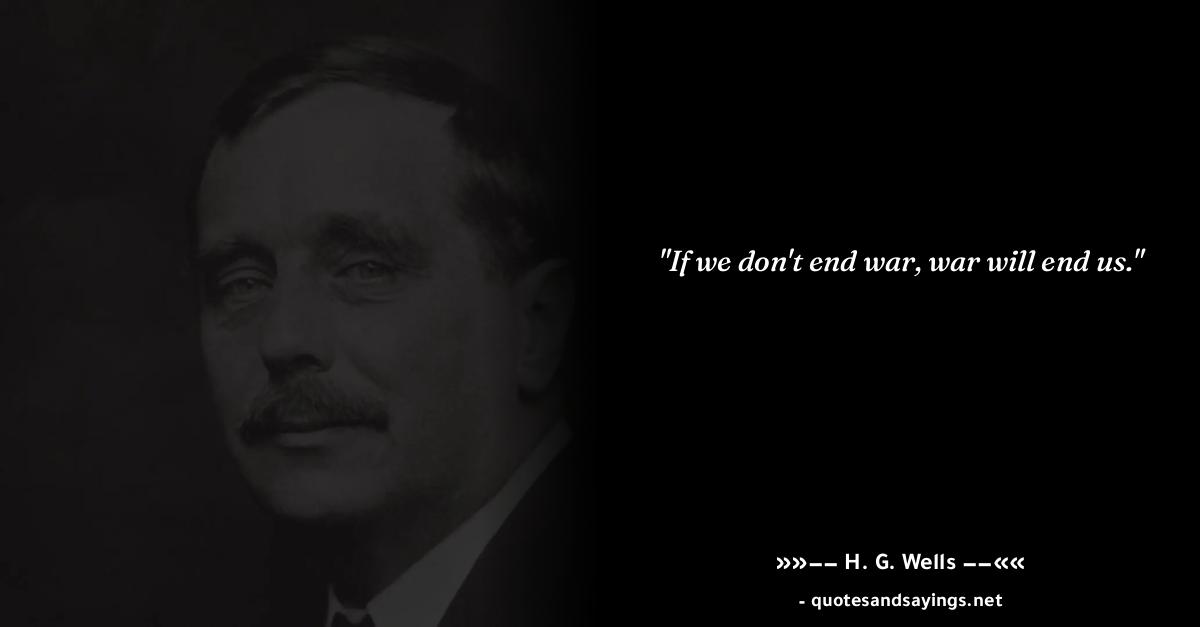 "If we don't end war, war will end us."
»»–– H. G. Wells ––««
- quotesandsayings.net